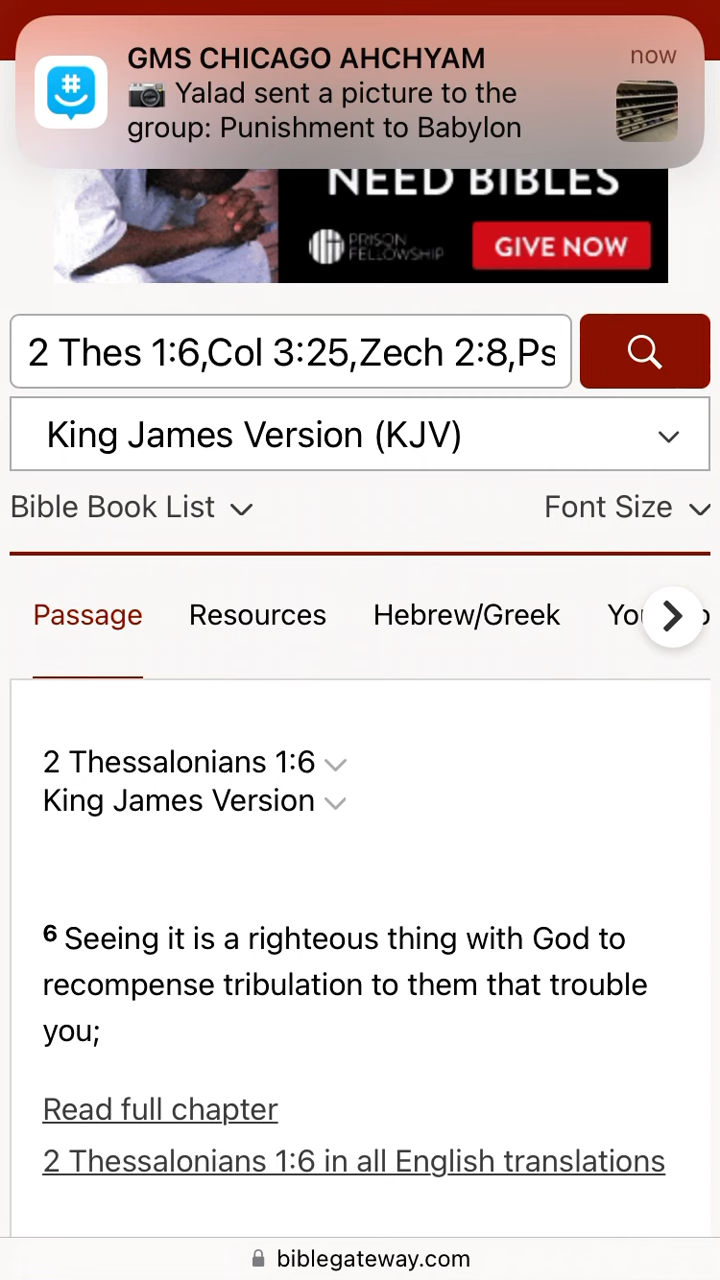 GMS CHICAGO AHCHYAM
now
📷 Yalad sent a picture to the
group: Punishment to Babylon
NEED BIBLES
PRISON
FELLOWSHIP
GIVE NOW
2 Thes 1:6,Col 3:25,Zech 2:8,Ps
King James Version (KJV)
Bible Book List
Font Size
Passage
Resources
Hebrew/Greek
2 Thessalonians 1:6
King James Version
6 Seeing it is a righteous thing with God to
recompense tribulation to them that trouble
you;
Read full chapter
2 Thessalonians 1:6 in all English translations
biblegateway.com